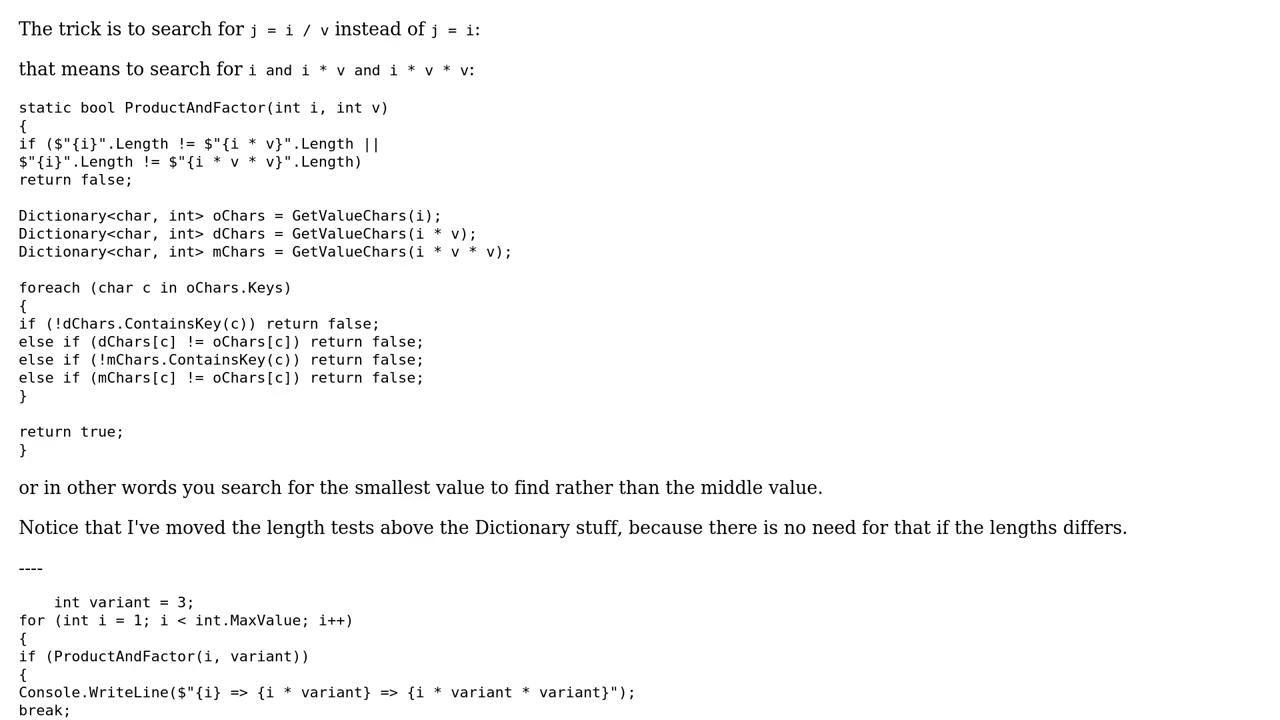 The trick is to search for j = i / v instead of j = i:
that means to search for i and i * v and i * v * v:
static bool ProductAndFactor(int i, int v)
{
if ($"{i}".Length != $"{i * v}".Length ||
$"{i}".Length != $"{i * v * v}".Length)
return false;
Dictionary<char, int> oChars = GetValueChars(i);
Dictionary<char, int> dChars = GetValueChars(i * v);
Dictionary<char, int> mChars = GetValueChars(i * v * v);
foreach (char c in oChars.Keys)
{
if (!dChars.ContainsKey(c)) return false;
else if (dChars[c] != oChars[c]) return false;
else if (!mChars.ContainsKey(c)) return false;
else if (mChars[c] != oChars[c]) return false;
}
return true;
}
or in other words you search for the smallest value to find rather than the middle value.
Notice that I've moved the length tests above the Dictionary stuff, because there is no need for that if the lengths differs.
----
int variant = 3;
for (int i = 1; i < int.MaxValue; i++)
{
if (ProductAndFactor(i, variant))
{
Console.WriteLine($"{i} => {i * variant} => {i * variant * variant}");
break;